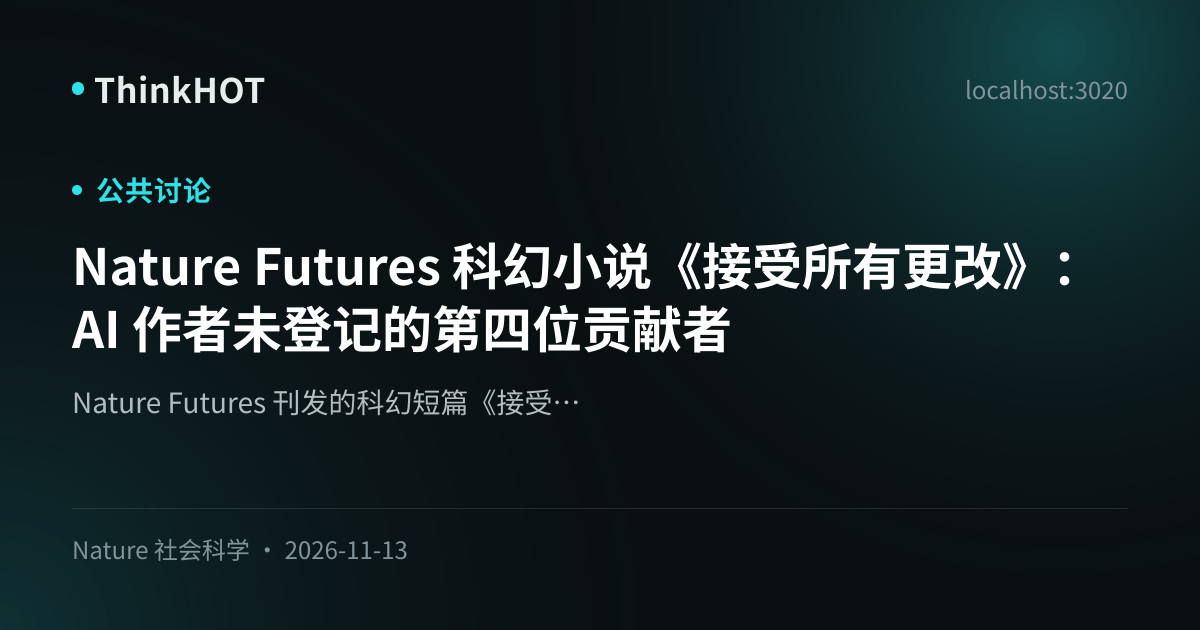 ThinkHOT
localhost:3020
公共讨论
Nature Futures 科幻小说《接受所有更改》：
AI 作者未登记的第四位贡献者
Nature Futures 刊发的科幻短篇《接受…
Nature 社会科学 · 2026-11-13